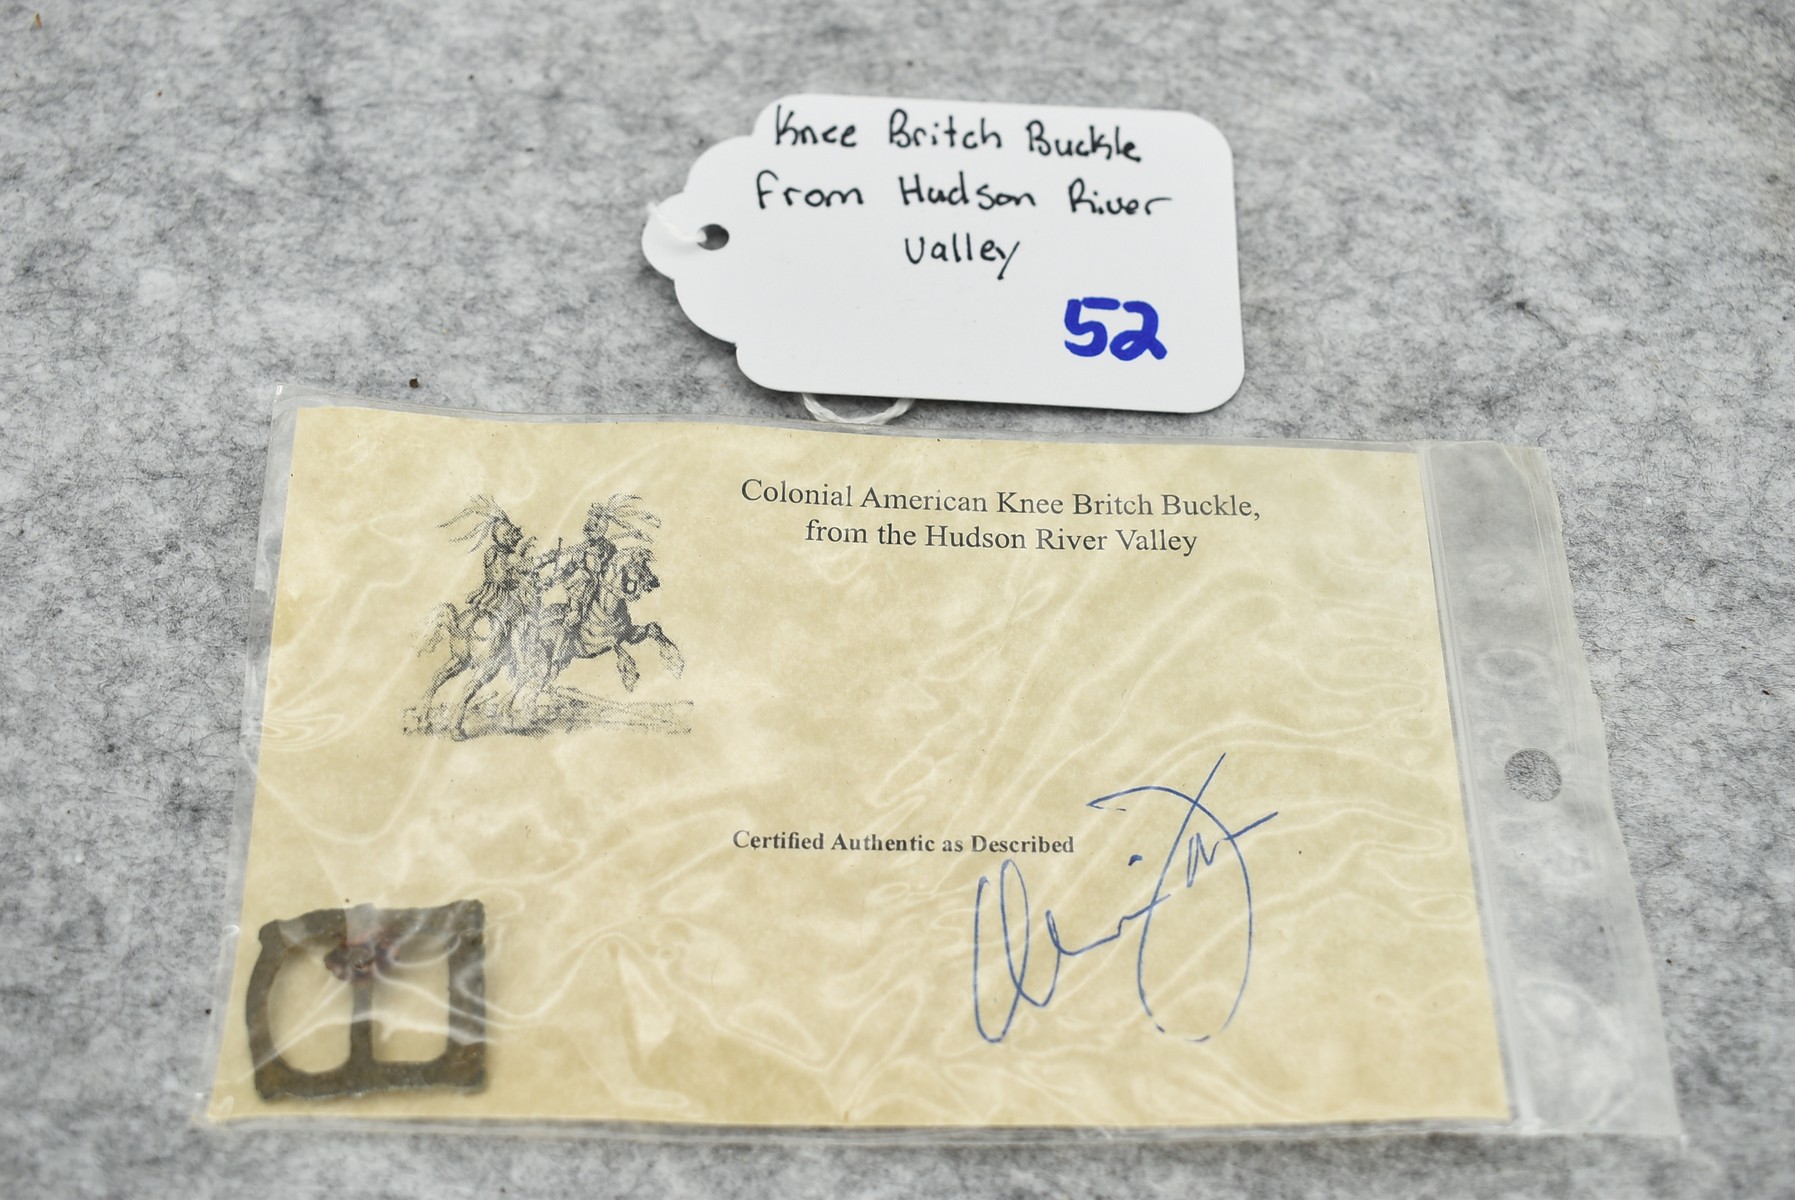 Knee Britch Buckle
From Hudson River
Valley
52
Colonial American Knee Britch Buckle,
from the Hudson River Valley
Certified Authentic as Described